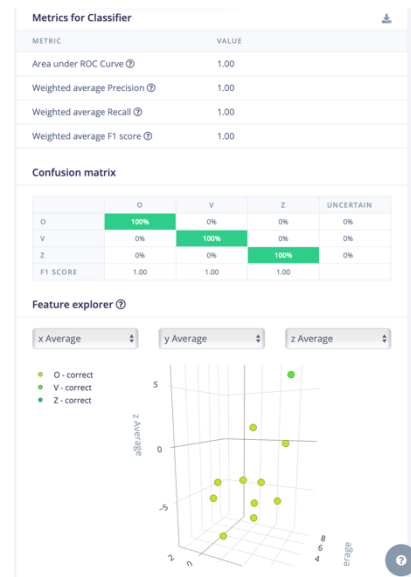 Metrics for Classifier
METRIC VALUE
Area under ROC Curve ? 1.00
Weighted average Precision ? 1.00
Weighted average Recall ? 1.00
Weighted average F1 score ? 1.00
Confusion matrix
O V Z UNCERTAIN
O 100% 0% 0% 0%
V 0% 100% 0% 0%
Z 0% 0% 100% 0%
F1 SCORE 1.00 1.00 1.00
Feature explorer ?
x Average y Average z Average
O - correct
V - correct
Z - correct
z Average
5
0
-5
2
0
8
6
4
erage
?